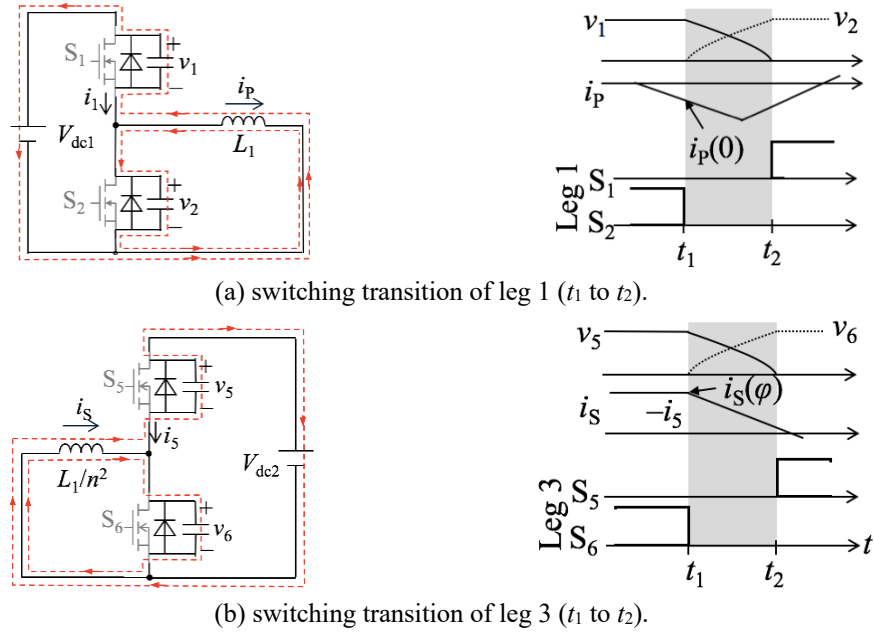 S1
+
v1
−
i1
iP
Vdc1
L1
S2
+
v2
−
v1
v2
iP
iP(0)
Leg 1
S1
S2
t1
t2
(a) switching transition of leg 1 (t1 to t2).
S5
+
v5
−
iS
i5
L1/n²
Vdc2
S6
+
v6
−
v5
v6
iS
−i5
iS(φ)
Leg 3
S5
S6
t1
t2
t
(b) switching transition of leg 3 (t1 to t2).